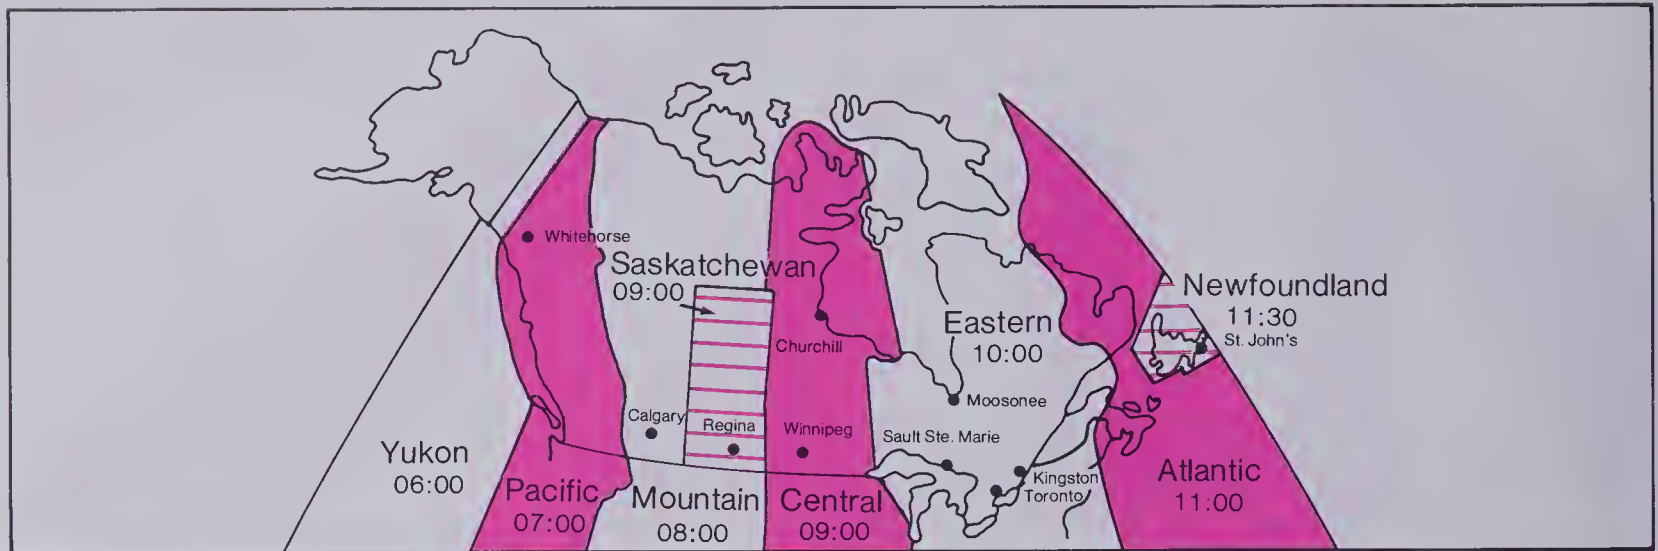 Whitehorse
Saskatchewan
09:00
Newfoundland
11:30
St. John's
Eastern
10:00
Churchill
Moosonee
Calgary
Regina
Winnipeg
Sault Ste. Marie
Yukon
06:00
Kingston
Toronto
Atlantic
11:00
Pacific
07:00
Mountain
08:00
Central
09:00